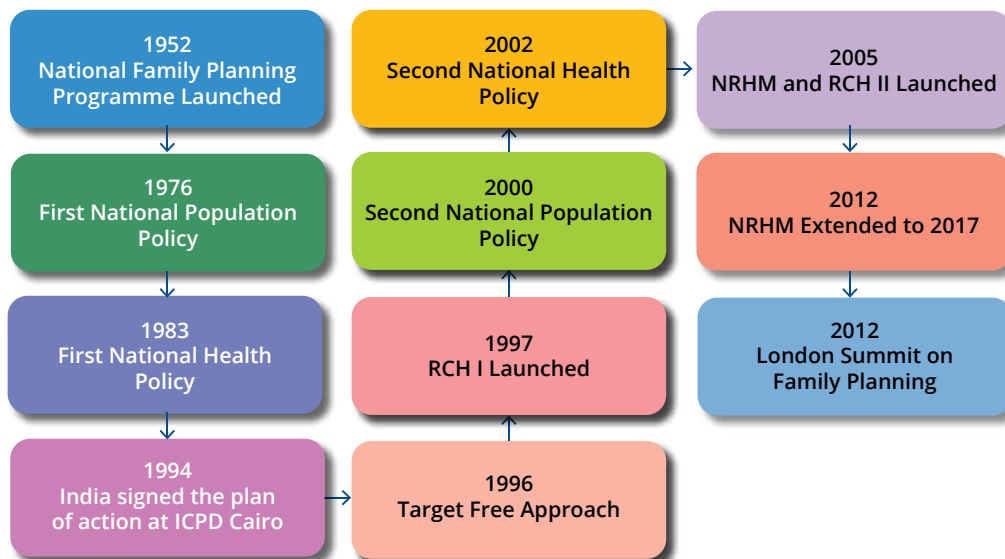 1952
National Family Planning
Programme Launched
1976
First National Population
Policy
1983
First National Health
Policy
1994
India signed the plan
of action at ICPD Cairo
1996
Target Free Approach
1997
RCH I Launched
2000
Second National Population
Policy
2002
Second National Health
Policy
2005
NRHM and RCH II Launched
2012
NRHM Extended to 2017
2012
London Summit on
Family Planning